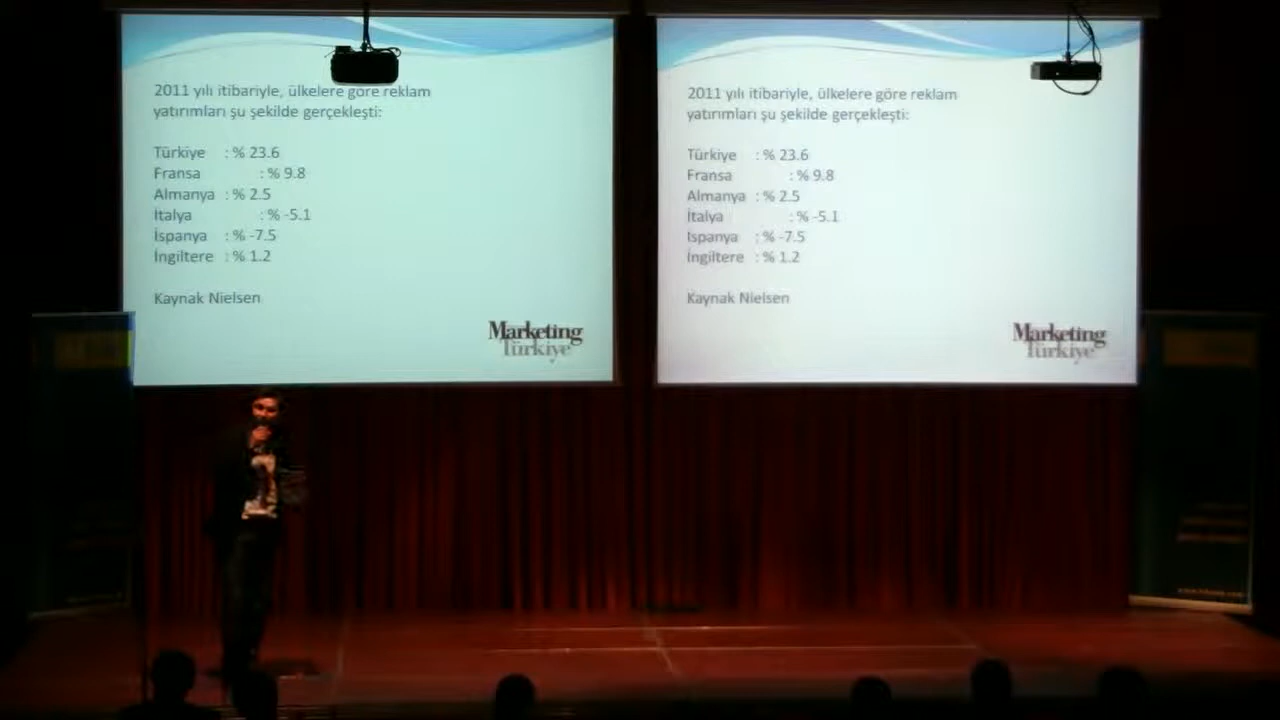 2011 yılı itibariyle, ülkelere göre reklam
yatırımları şu şekilde gerçekleşti:
Türkiye : % 23.6
Fransa : % 9.8
Almanya : % 2.5
İtalya : % -5.1
İspanya : % -7.5
İngiltere : % 1.2
Kaynak Nielsen
Marketing
Türkiye
2011 yılı itibariyle, ülkelere göre reklam
yatırımları şu şekilde gerçekleşti:
Türkiye : % 23.6
Fransa : % 9.8
Almanya : % 2.5
İtalya : % -5.1
İspanya : % -7.5
İngiltere : % 1.2
Kaynak Nielsen
Marketing
Türkiye